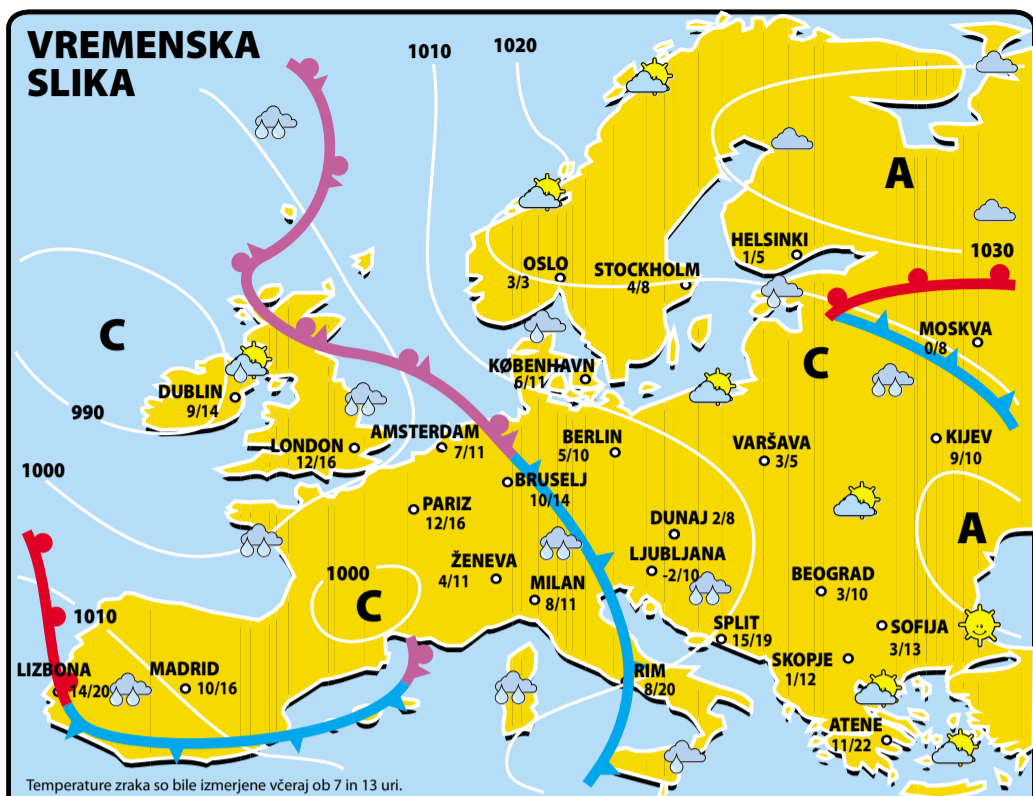 VREMENSKA
SLIKA
1010
1020
A
HELSINKI
1/5
1030
OSLO
3/3
STOCKHOLM
4/8
C
MOSKVA
0/8
C
KØBENHAVN
6/11
DUBLIN
9/14
990
LONDON
12/16
AMSTERDAM
7/11
BERLIN
5/10
VARŠAVA
3/5
KIJEV
9/10
1000
BRUSELJ
10/14
PARIZ
12/16
DUNAJ 2/8
A
LJUBLJANA
-2/10
ŽENEVA
4/11
1000
C
MILAN
8/11
BEOGRAD
3/10
1010
SPLIT
15/19
SOFIJA
3/13
LIZBONA
14/20
MADRID
10/16
RIM
8/20
SKOPJE
1/12
ATENE
11/22
Temperature zraka so bile izmerjene včeraj ob 7 in 13 uri.